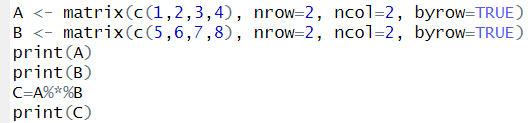 A <- matrix(c(1,2,3,4), nrow=2, ncol=2, byrow=TRUE)
B <- matrix(c(5,6,7,8), nrow=2, ncol=2, byrow=TRUE)
print(A)
print(B)
C=A%*%B
print(C)